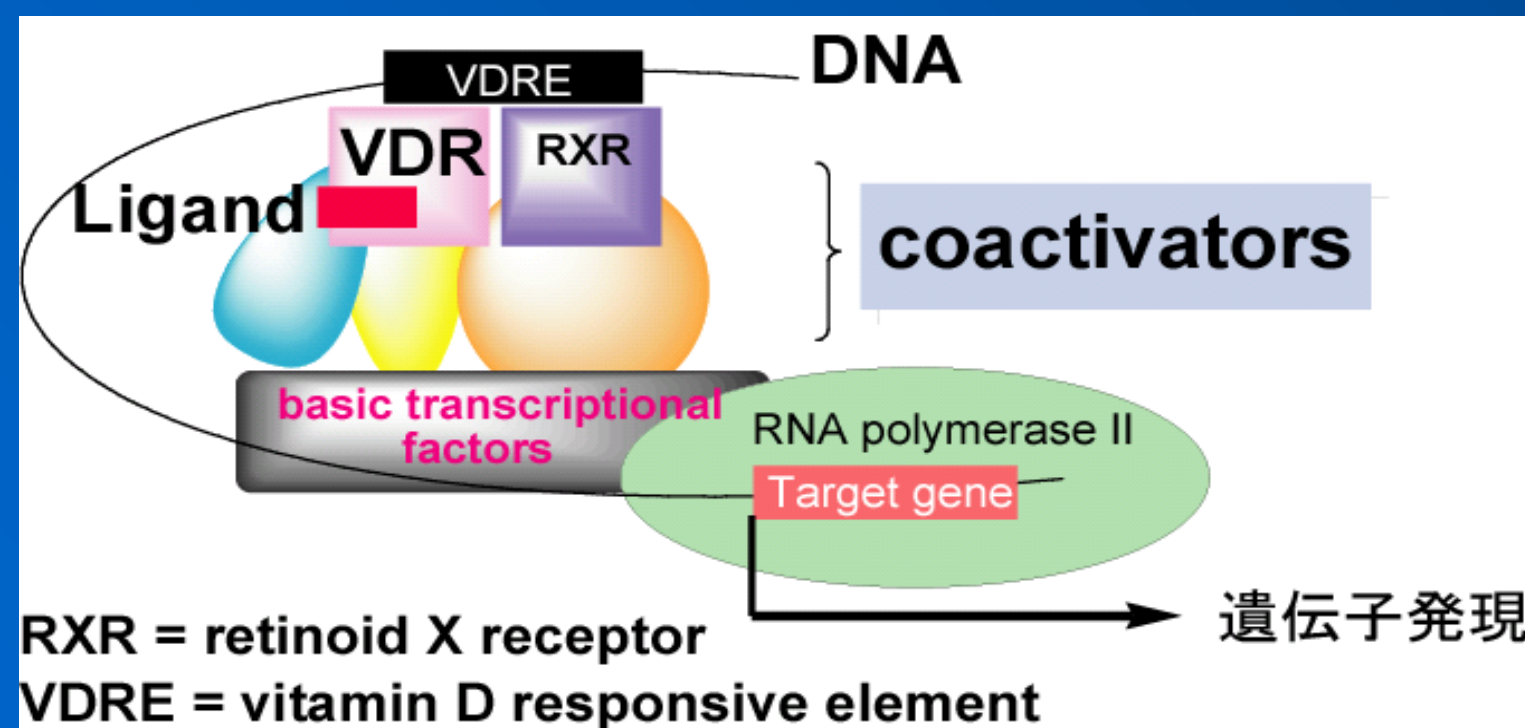 VDRE
DNA
VDR
RXR
Ligand
coactivators
basic transcriptional
factors
RNA polymerase II
Target gene
遺伝子発現
RXR = retinoid X receptor
VDRE = vitamin D responsive element